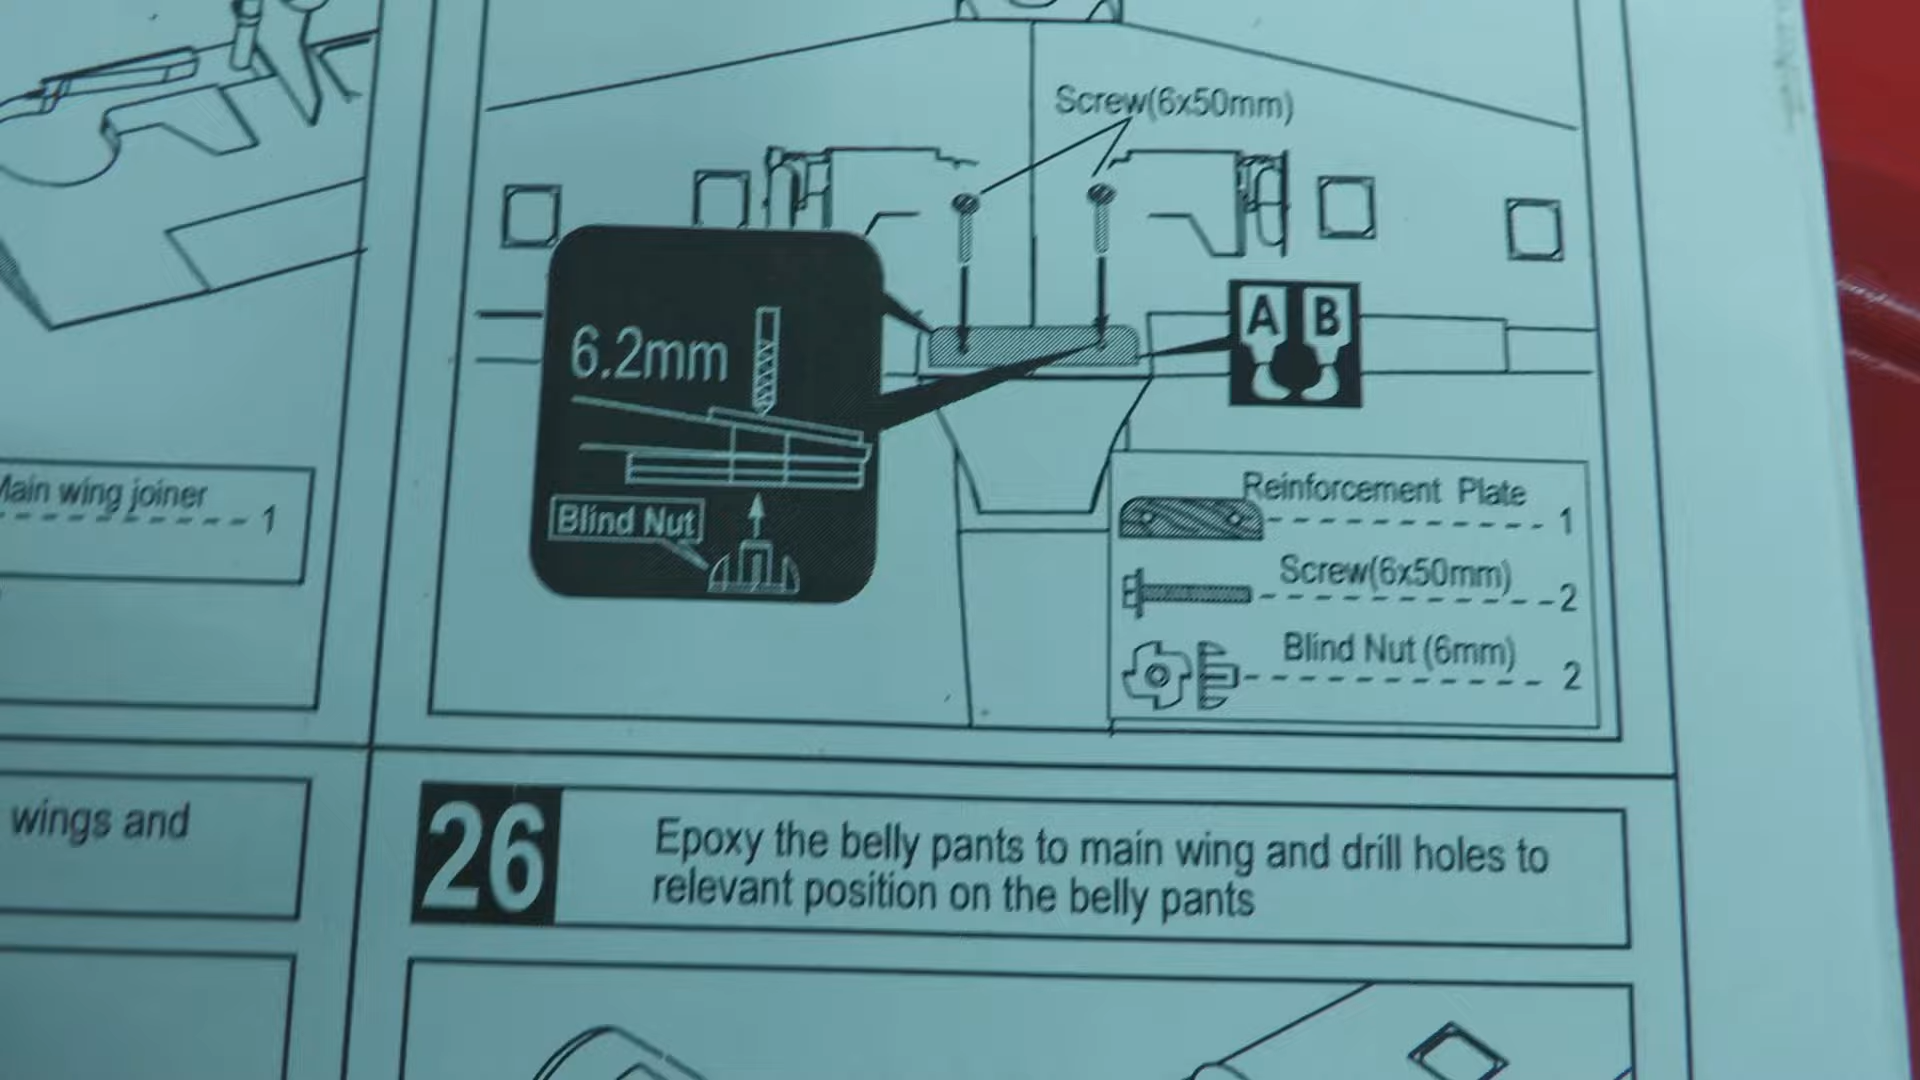 Screw(6x50mm)
A B
6.2mm
Blind Nut
Reinforcement Plate
1
Screw(6x50mm)
2
Blind Nut (6mm)
2
Main wing joiner
1
wings and
26
Epoxy the belly pants to main wing and drill holes to
relevant position on the belly pants